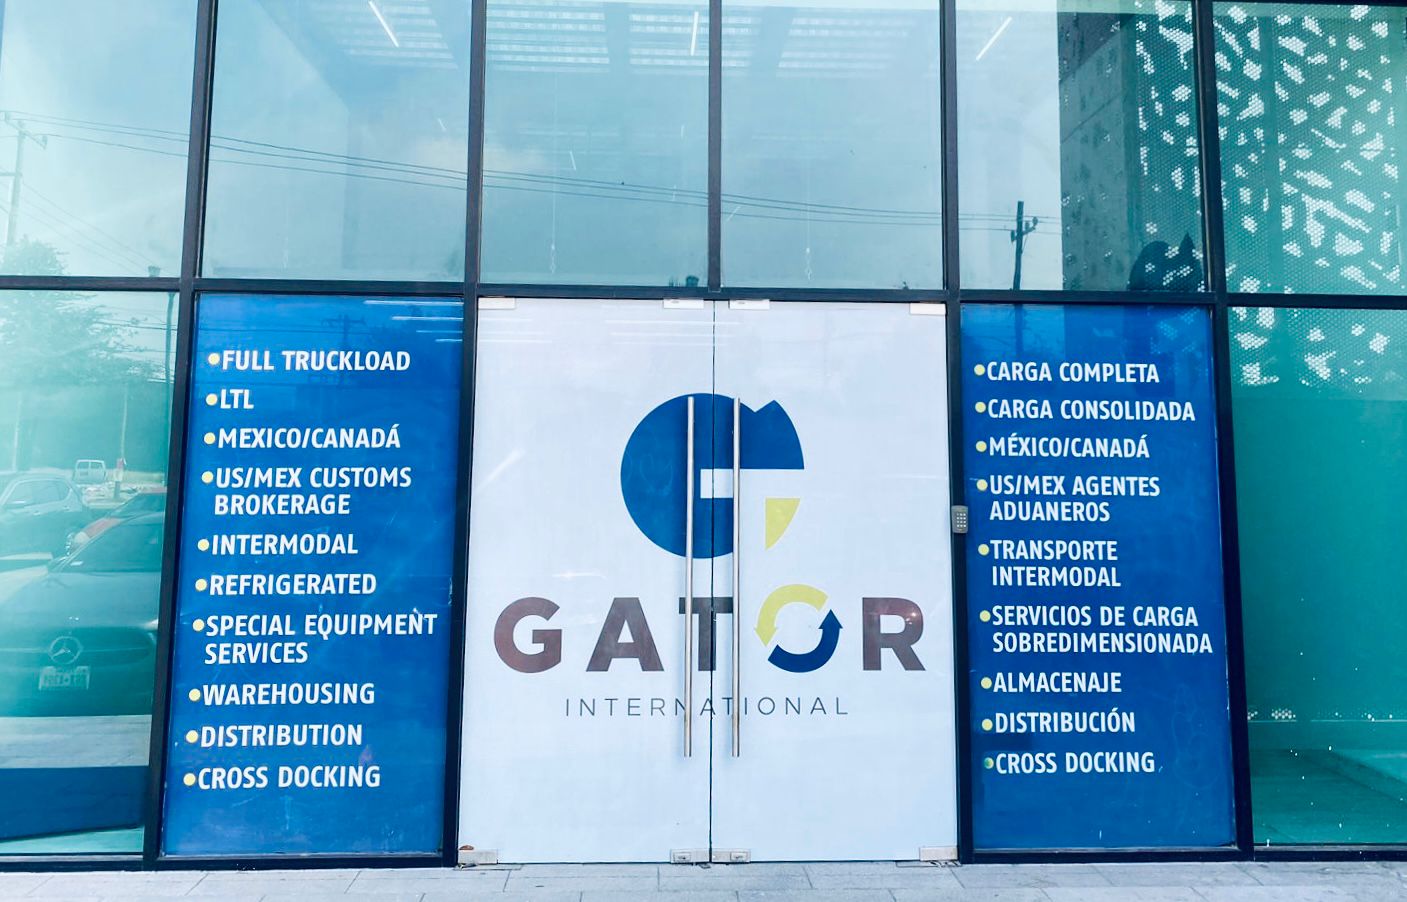 •FULL TRUCKLOAD
•LTL
•MEXICO/CANADÁ
•US/MEX CUSTOMS
BROKERAGE
•INTERMODAL
•REFRIGERATED
•SPECIAL EQUIPMENT
SERVICES
•WAREHOUSING
•DISTRIBUTION
•CROSS DOCKING
GATOR
INTERNATIONAL
•CARGA COMPLETA
•CARGA CONSOLIDADA
•MÉXICO/CANADÁ
•US/MEX AGENTES
ADUANEROS
•TRANSPORTE
INTERMODAL
•SERVICIOS DE CARGA
SOBREDIMENSIONADA
•ALMACENAJE
•DISTRIBUCIÓN
•CROSS DOCKING